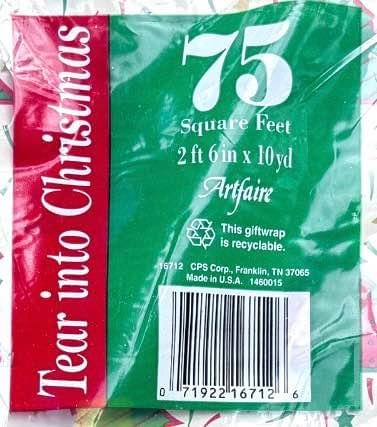 Tear into Christmas
75
Square Feet
2 ft 6 in x 10 yd
Artfaire
This giftwrap
is recyclable.
16712 CPS Corp., Franklin, TN 37065
Made in U.S.A. 1460015
0 71922 16712 6